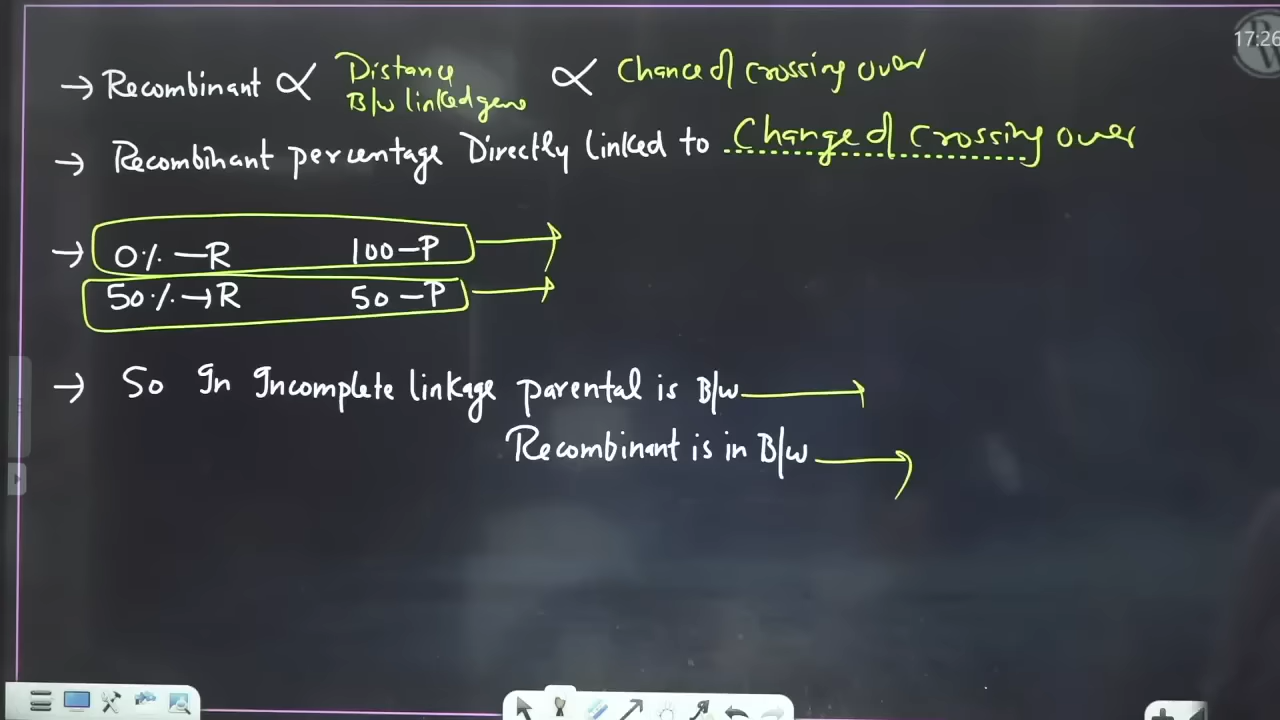 17:26
→ Recombinant ∝ Distance B/w linked gene ∝ Chance of crossing over
→ Recombinant percentage Directly linked to Change of crossing over
→ 0% — R 100 – P
50% → R 50 – P
→ So In Incomplete linkage parental is B/w
Recombinant is in B/w